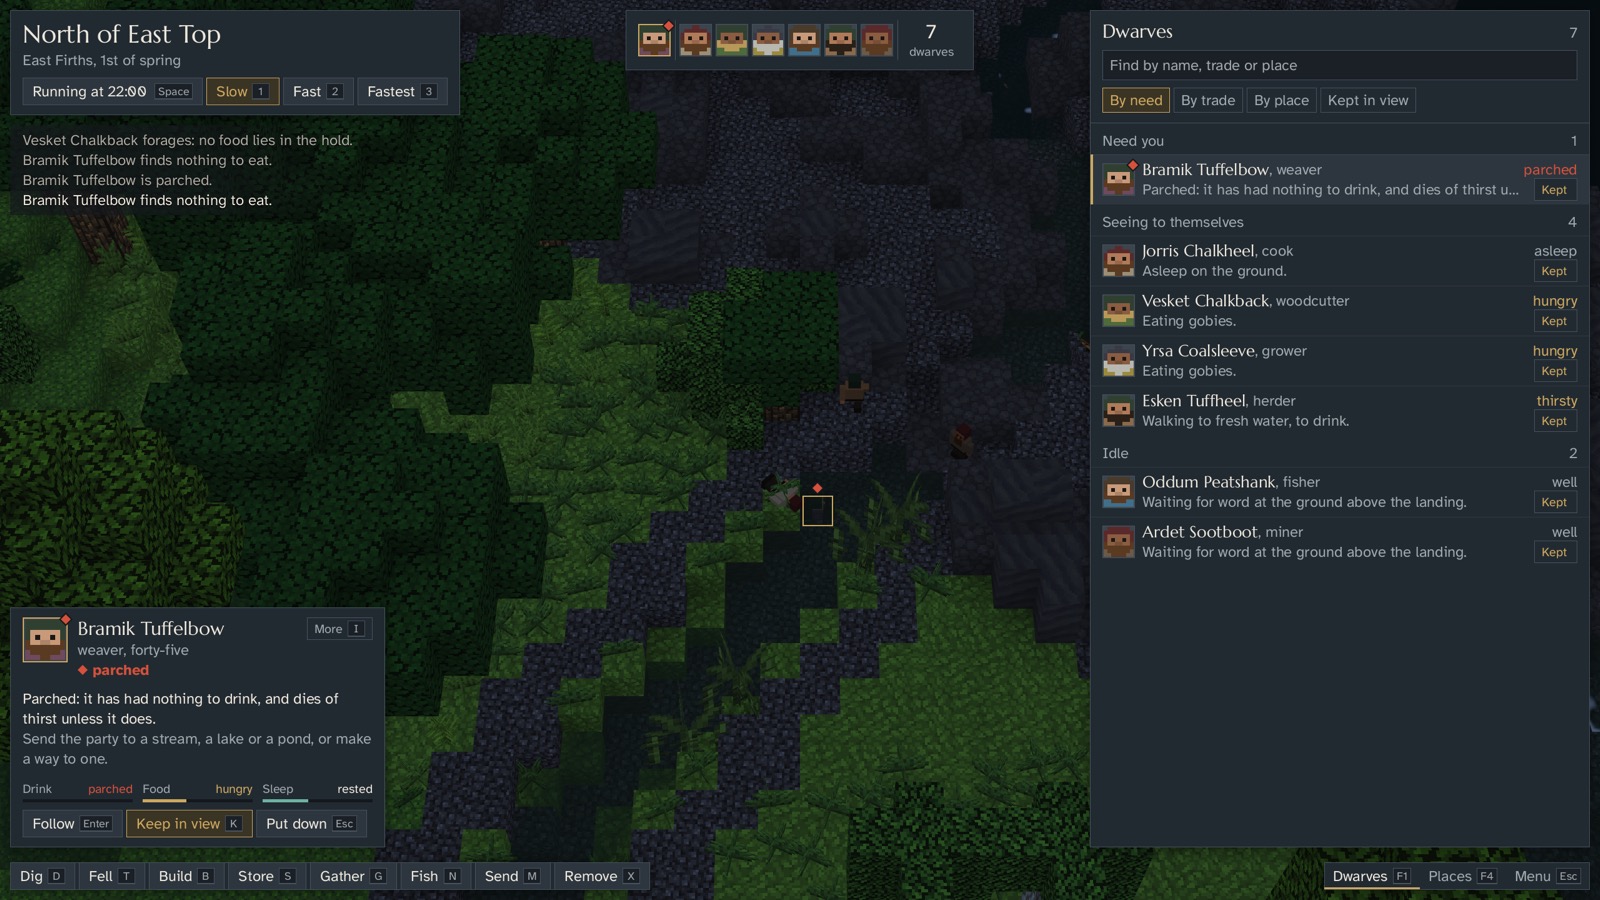 North of East Top
East Firths, 1st of spring
Running at 22:00 Space Slow 1 Fast 2 Fastest 3
Vesket Chalkback forages: no food lies in the hold.
Bramik Tuffelbow finds nothing to eat.
Bramik Tuffelbow is parched.
Bramik Tuffelbow finds nothing to eat.
7
dwarves
Dwarves 7
Find by name, trade or place
By need By trade By place Kept in view
Need you 1
Bramik Tuffelbow, weaver parched
Parched: it has had nothing to drink, and dies of thirst u... Kept
Seeing to themselves 4
Jorris Chalkheel, cook asleep
Asleep on the ground. Kept
Vesket Chalkback, woodcutter hungry
Eating gobies. Kept
Yrsa Coalsleeve, grower hungry
Eating gobies. Kept
Esken Tuffheel, herder thirsty
Walking to fresh water, to drink. Kept
Idle 2
Oddum Peatshank, fisher well
Waiting for word at the ground above the landing. Kept
Ardet Sootboot, miner well
Waiting for word at the ground above the landing. Kept
Bramik Tuffelbow More I
weaver, forty-five
parched
Parched: it has had nothing to drink, and dies of
thirst unless it does.
Send the party to a stream, a lake or a pond, or make
a way to one.
Drink parched Food hungry Sleep rested
Follow Enter Keep in view K Put down Esc
Dig D Fell T Build B Store S Gather G Fish N Send M Remove X
Dwarves F1 Places F4 Menu Esc